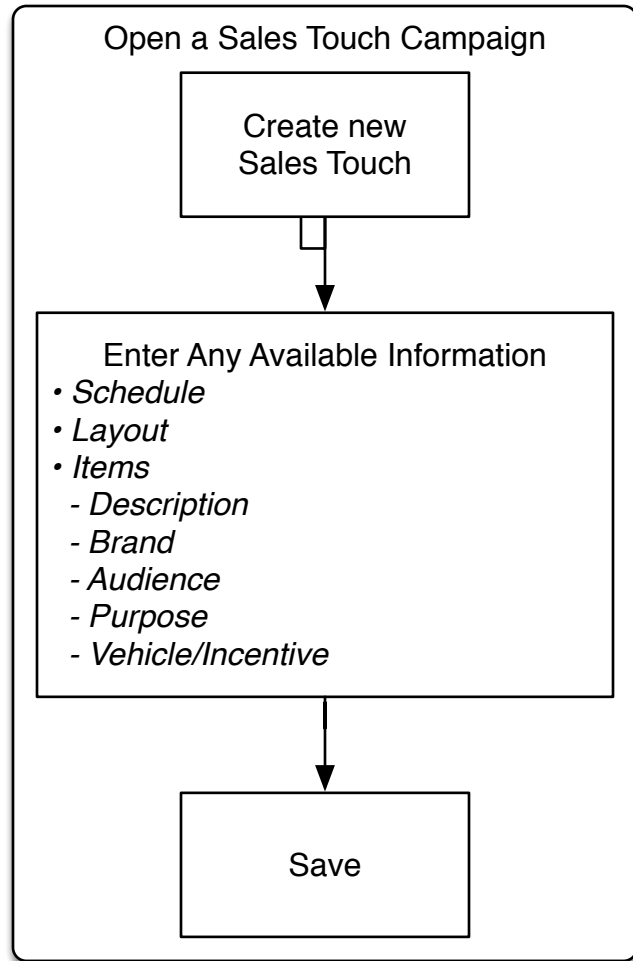 Open a Sales Touch Campaign
Create new
Sales Touch
Enter Any Available Information
• Schedule
• Layout
• Items
- Description
- Brand
- Audience
- Purpose
- Vehicle/Incentive
Save